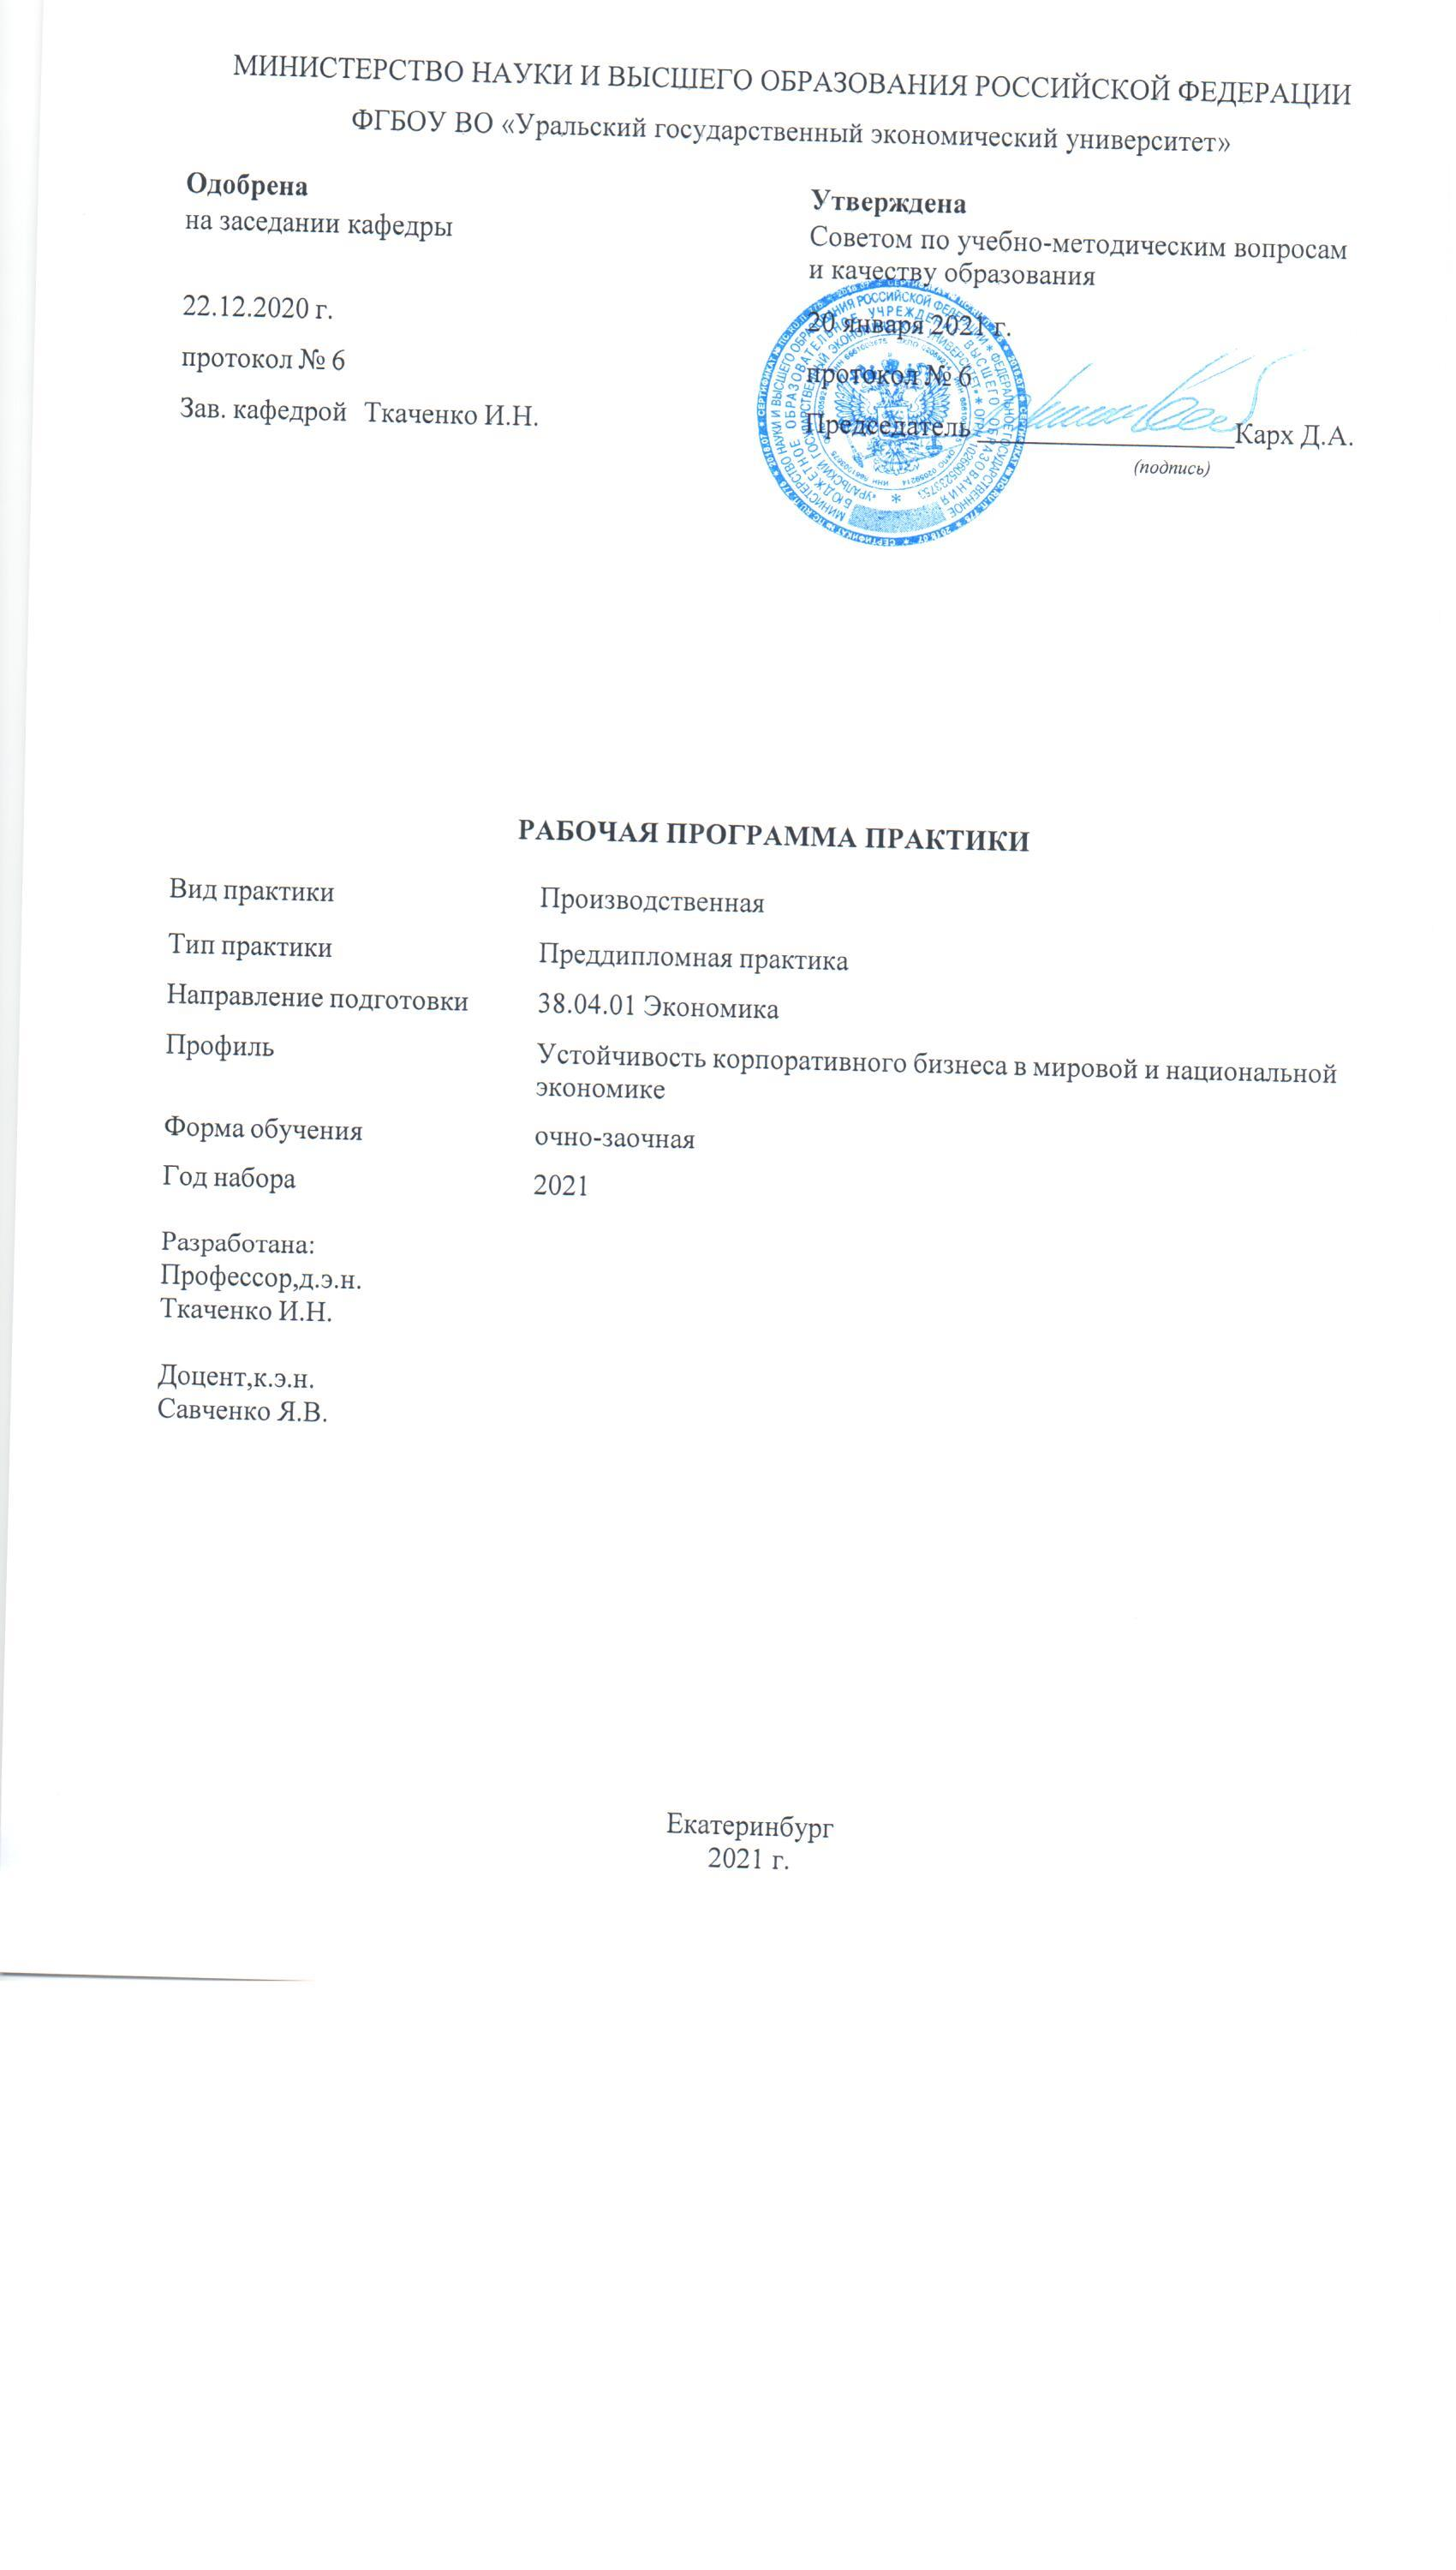 МИНИСТЕРСТВО НАУКИ И ВЫСШЕГО ОБРАЗОВАНИЯ РОССИЙСКОЙ ФЕДЕРАЦИИ
ФГБОУ ВО «Уральский государственный экономический университет»
Одобрена
на заседании кафедры
22.12.2020 г.
протокол № 6
Зав. кафедрой Ткаченко И.Н.
Утверждена
Советом по учебно-методическим вопросам
и качеству образования
20 января 2021 г.
протокол № 6
Председатель Карх Д.А.
(подпись)
РАБОЧАЯ ПРОГРАММА ПРАКТИКИ
Вид практики Производственная
Тип практики Преддипломная практика
Направление подготовки 38.04.01 Экономика
Профиль Устойчивость корпоративного бизнеса в мировой и национальной
экономике
Форма обучения очно-заочная
Год набора 2021
Разработана:
Профессор,д.э.н.
Ткаченко И.Н.
Доцент,к.э.н.
Савченко Я.В.
Екатеринбург
2021 г.